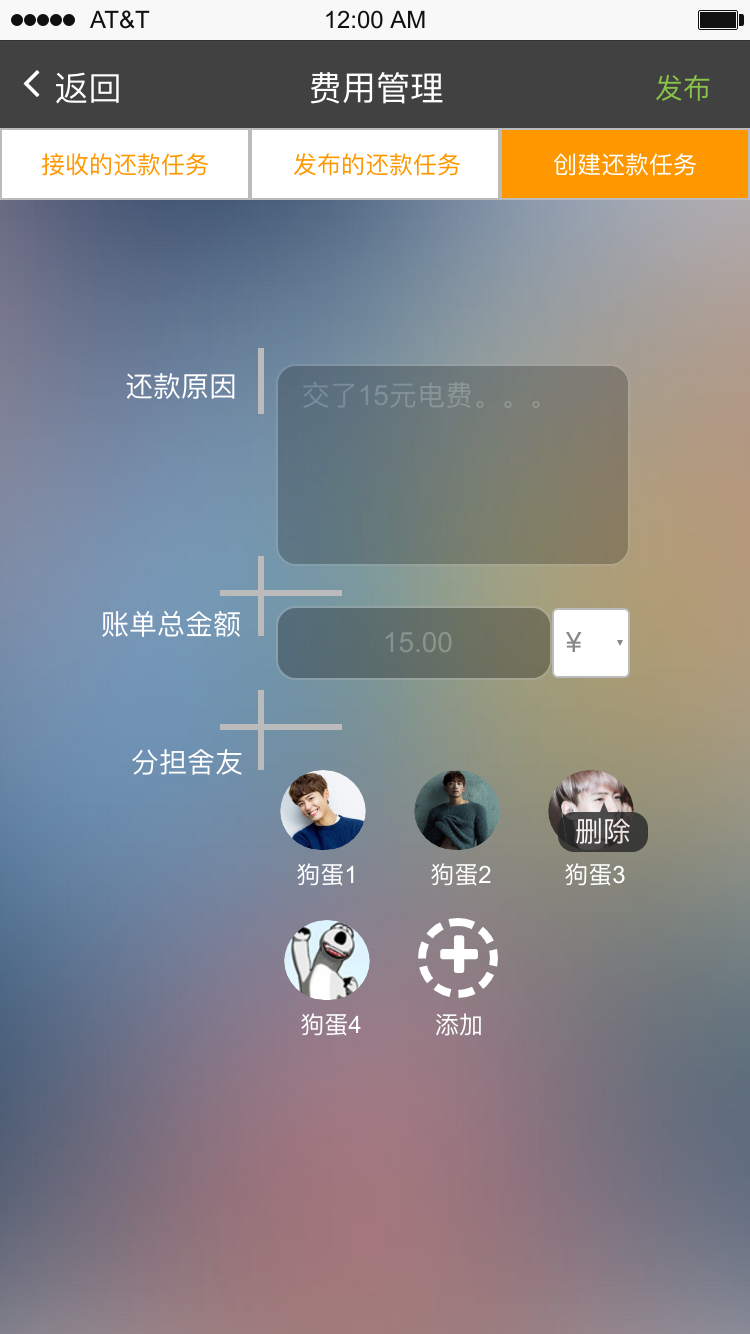 AT&T 12:00 AM
返回 费用管理 发布
接收的还款任务 发布的还款任务 创建还款任务
还款原因
交了15元电费。。。
账单总金额
15.00 ¥
分担舍友
删除
狗蛋1 狗蛋2 狗蛋3
狗蛋4 添加